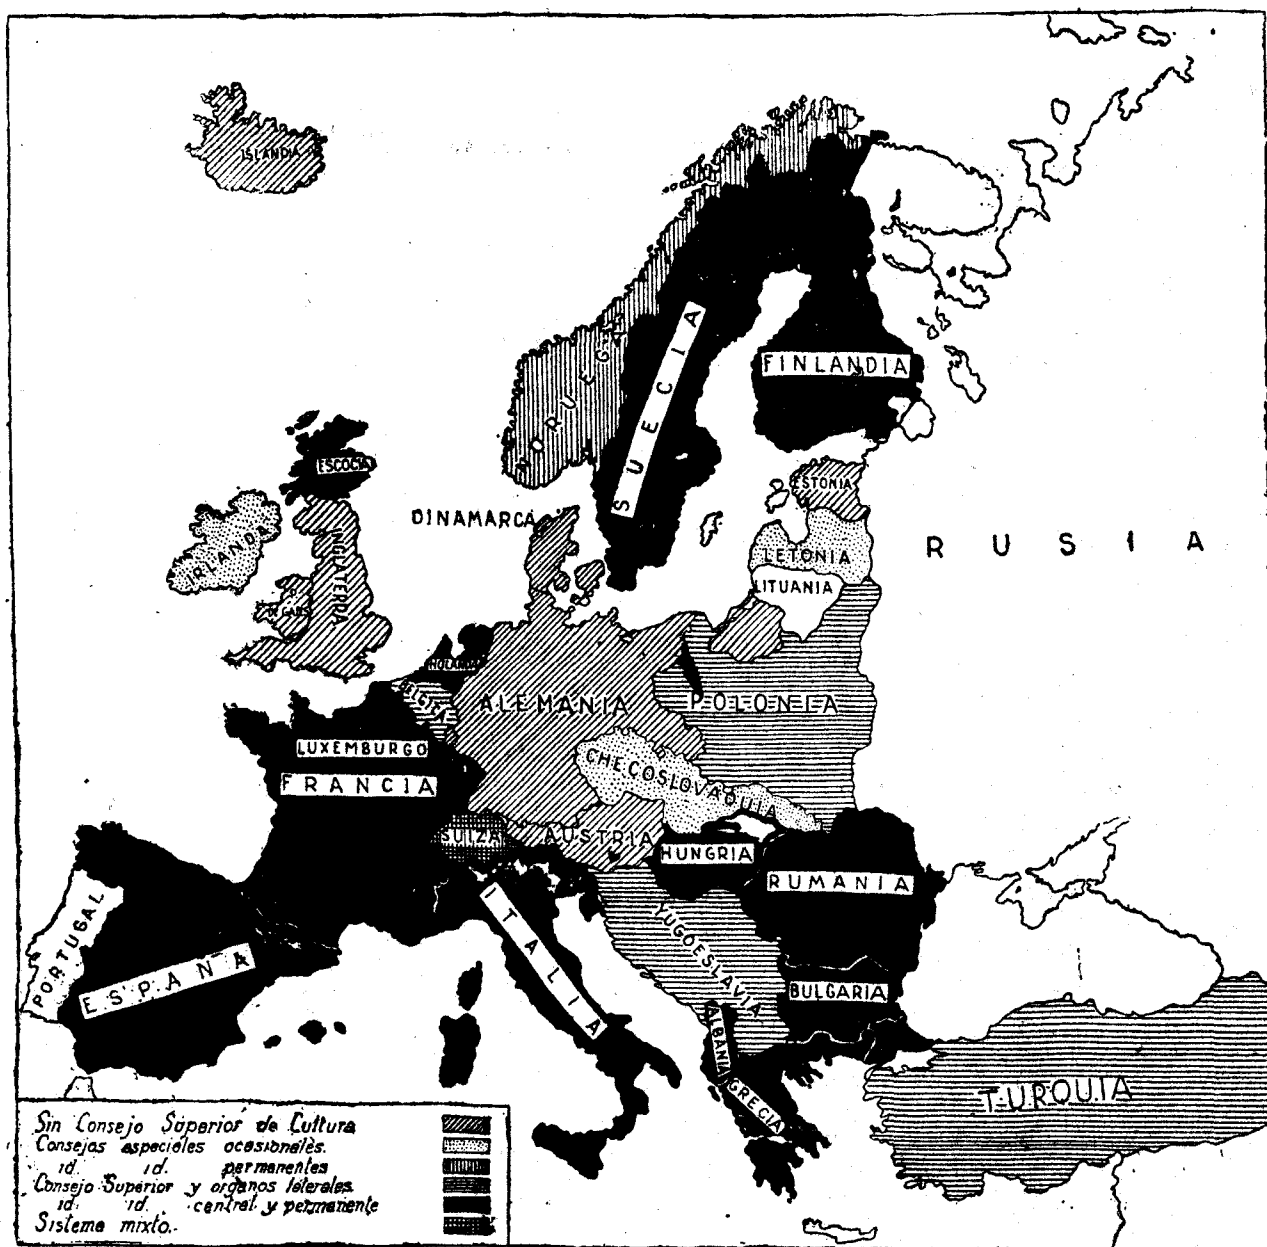 ISLANDIA
NORUEGA
SUECIA
FINLANDIA
ESCOCIA
ESTONIA
DINAMARCA
IRLANDA
INGLATERRA
LETONIA
RUSIA
LITUANIA
P. GALES
HOLANDA
BELGICA
ALEMANIA
POLONIA
LUXEMBURGO
FRANCIA
CHECOSLOVAQUIA
SUIZA
AUSTRIA
HUNGRIA
RUMANIA
PORTUGAL
ESPAÑA
ITALIA
YUGOESLAVIA
BULGARIA
ALBANIA
GRECIA
TURQUIA
Sin Consejo Superior de Cultura
Consejos especiales ocasionales.
id. id. permanentes
Consejo Superior y organos laterales
id. id. central y permanente
Sistema mixto.